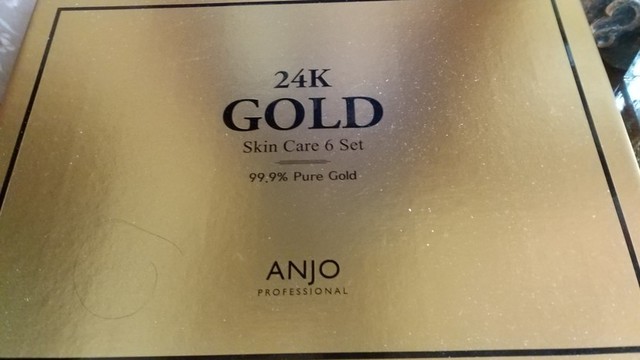 24K
GOLD
Skin Care 6 Set
99.9% Pure Gold
ANJO
PROFESSIONAL